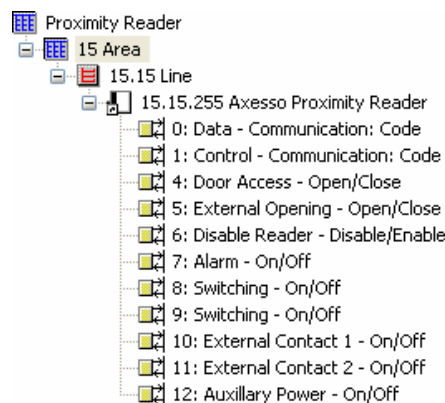 Proximity Reader
15 Area
15.15 Line
15.15.255 Axesso Proximity Reader
0: Data - Communication: Code
1: Control - Communication: Code
4: Door Access - Open/Close
5: External Opening - Open/Close
6: Disable Reader - Disable/Enable
7: Alarm - On/Off
8: Switching - On/Off
9: Switching - On/Off
10: External Contact 1 - On/Off
11: External Contact 2 - On/Off
12: Auxillary Power - On/Off